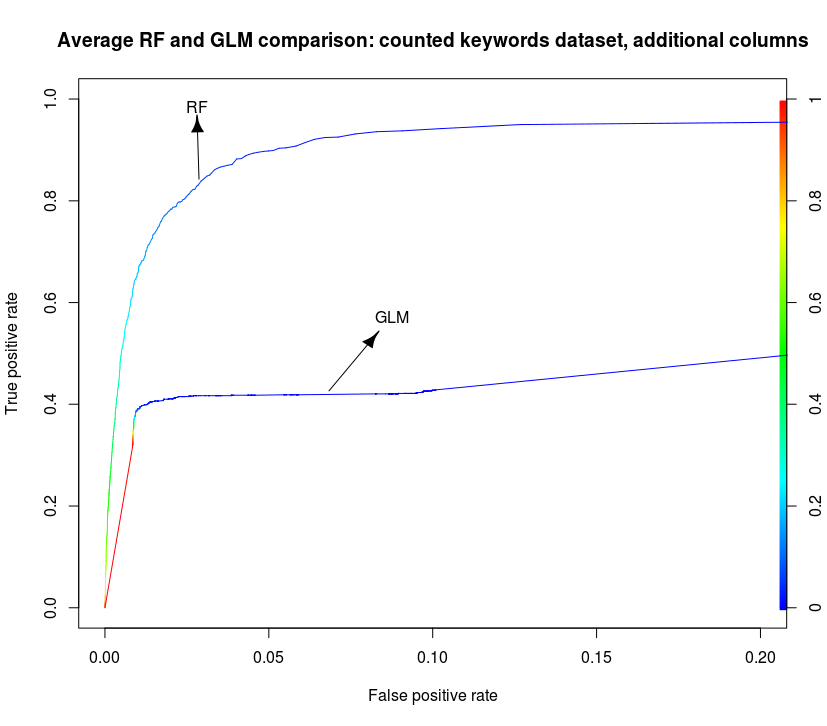 Average RF and GLM comparison: counted keywords dataset, additional columns
RF
GLM
True positive rate
1.0
0.8
0.6
0.4
0.2
0.0
1
0.8
0.6
0.4
0.2
0
0.00 0.05 0.10 0.15 0.20
False positive rate